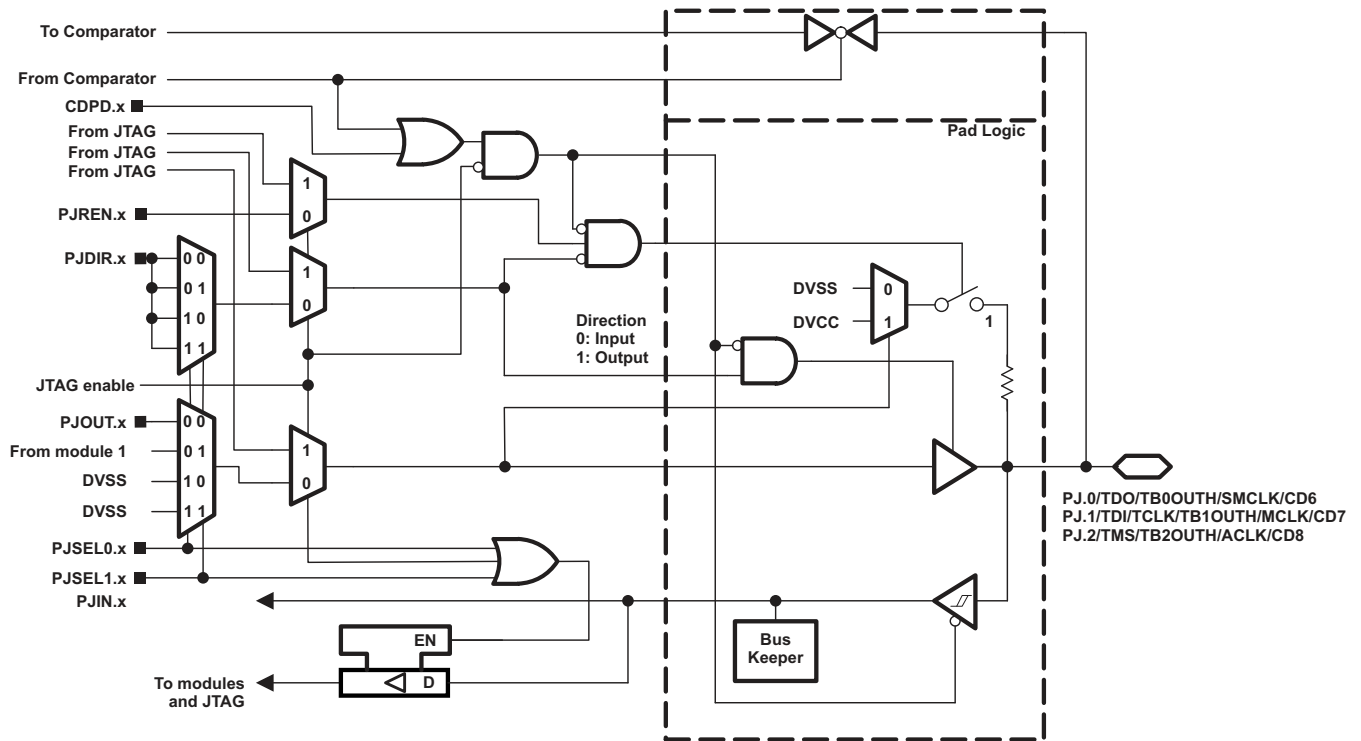 To Comparator
From Comparator
CDPD.x
Pad Logic
From JTAG
From JTAG
From JTAG
1
0
PJREN.x
PJDIR.x
0 0
0 1
1 0
1 1
1
0
DVSS
0
DVCC
1
1
Direction
0: Input
1: Output
JTAG enable
PJOUT.x
0 0
From module 1
0 1
DVSS
1 0
DVSS
1 1
1
0
PJ.0/TDO/TB0OUTH/SMCLK/CD6
PJ.1/TDI/TCLK/TB1OUTH/MCLK/CD7
PJ.2/TMS/TB2OUTH/ACLK/CD8
PJSEL0.x
PJSEL1.x
PJIN.x
Bus
Keeper
EN
D
To modules
and JTAG